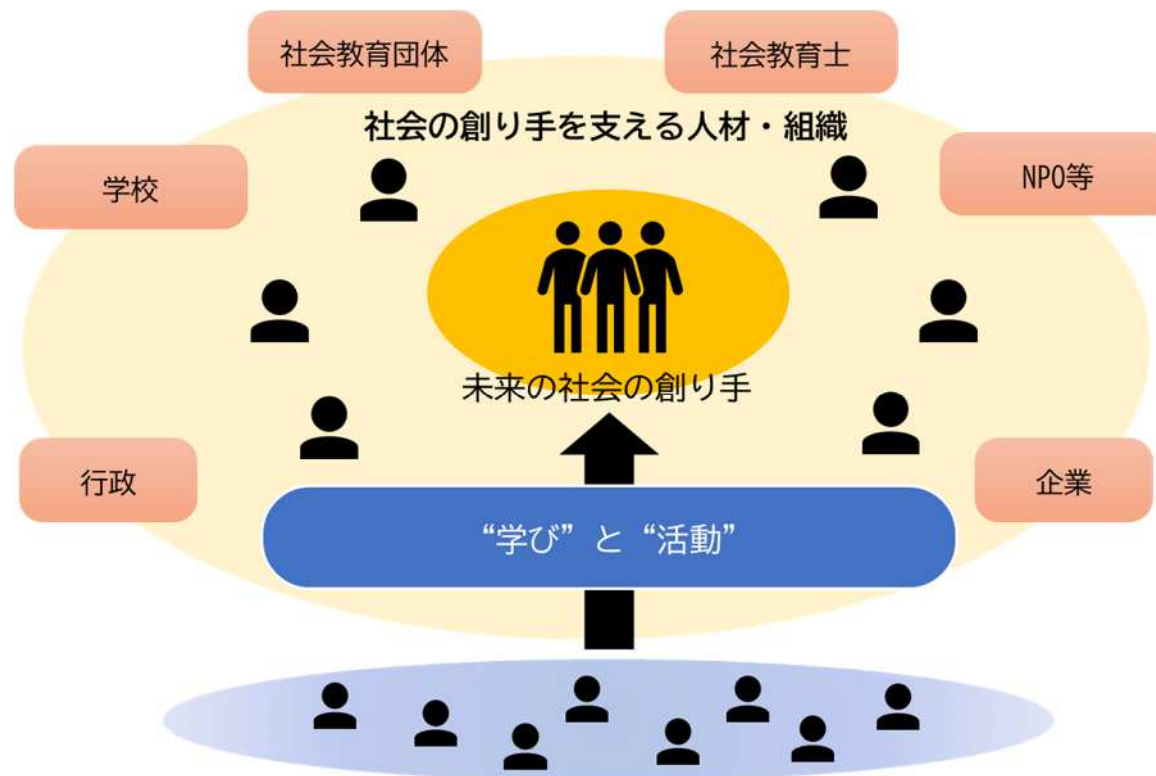 社会教育団体
社会教育士
社会の創り手を支える人材・組織
学校
NPO等
未来の社会の創り手
行政
企業
“学び”と“活動”